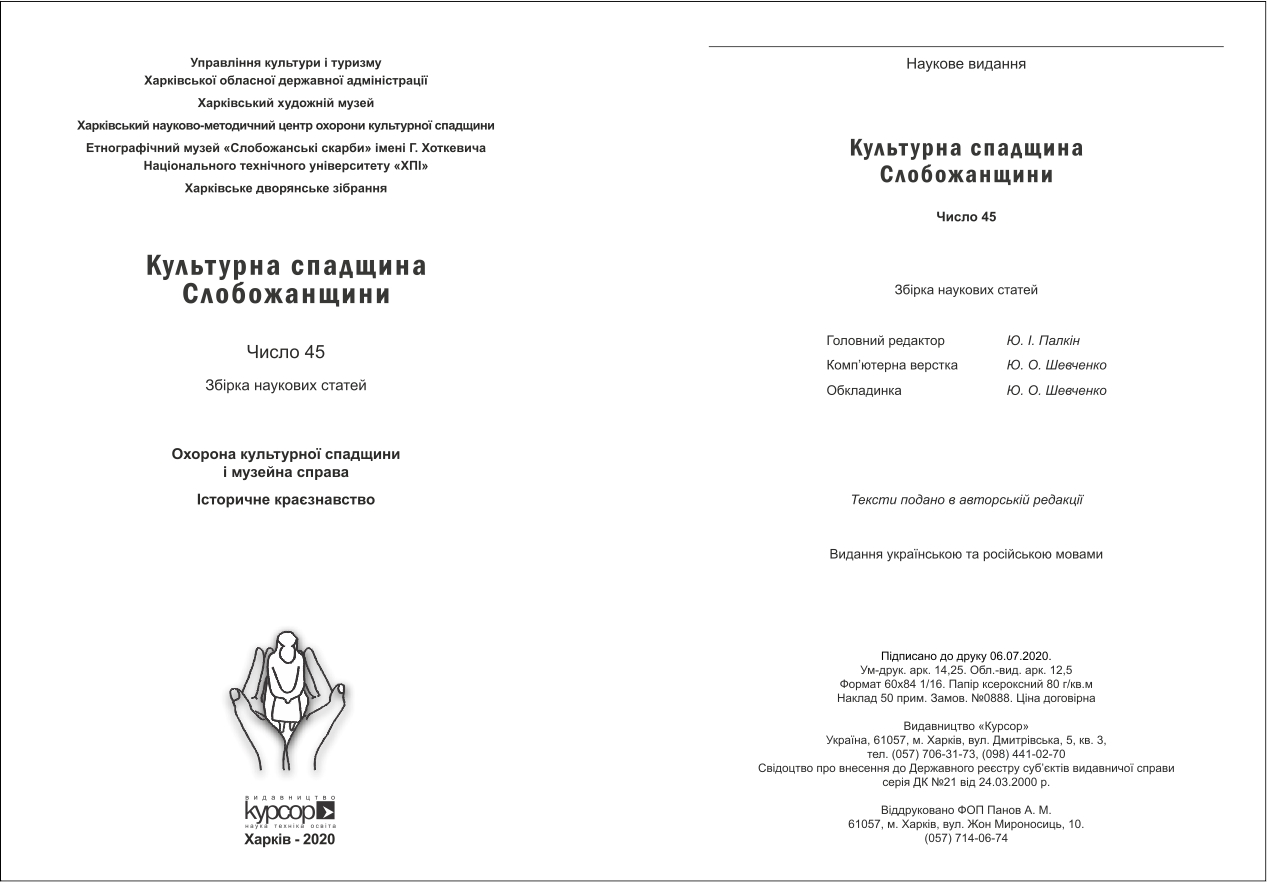 Управління культури і туризму
Харківської обласної державної адміністрації
Харківський художній музей
Харківський науково-методичний центр охорони культурної спадщини
Етнографічний музей «Слобожанські скарби» імені Г. Хоткевича
Національного технічного університету «ХПІ»
Харківське дворянське зібрання
Культурна спадщина
Слобожанщини
Число 45
Збірка наукових статей
Охорона культурної спадщини
і музейна справа
Історичне краєзнавство
видавництво
курсор
наука техніка освіта
Харків - 2020
Наукове видання
Культурна спадщина
Слобожанщини
Число 45
Збірка наукових статей
Головний редактор Ю. І. Палкін
Комп’ютерна верстка Ю. О. Шевченко
Обкладинка Ю. О. Шевченко
Тексти подано в авторській редакції
Видання українською та російською мовами
Підписано до друку 06.07.2020.
Ум-друк. арк. 14,25. Обл.-вид. арк. 12,5
Формат 60х84 1/16. Папір ксероксний 80 г/кв.м
Наклад 50 прим. Замов. №0888. Ціна договірна
Видавництво «Курсор»
Україна, 61057, м. Харків, вул. Дмитрівська, 5, кв. 3,
тел. (057) 706-31-73, (098) 441-02-70
Свідоцтво про внесення до Державного реєстру суб’єктів видавничої справи
серія ДК №21 від 24.03.2000 р.
Віддруковано ФОП Панов А. М.
61057, м. Харків, вул. Жон Мироносиць, 10.
(057) 714-06-74